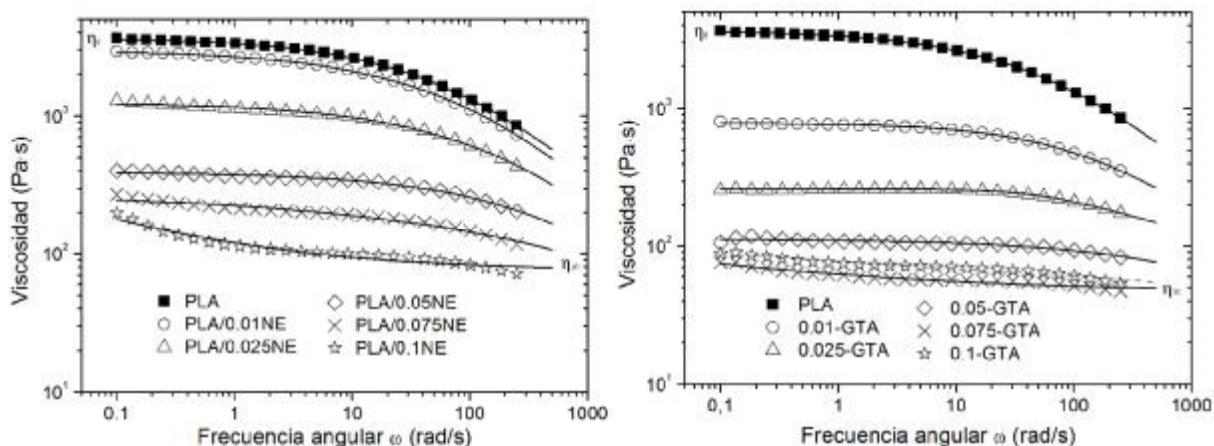 η₀
10³
10²
10¹
Viscosidad (Pa·s)
PLA
PLA/0.01NE
PLA/0.025NE
PLA/0.05NE
PLA/0.075NE
PLA/0.1NE
η∞
0,1
1
10
100
1000
Frecuencia angular ω (rad/s)
10³
10²
10¹
Viscosidad (Pa·s)
PLA
0.01-GTA
0.025-GTA
0.05-GTA
0.075-GTA
0.1-GTA
0,1
1
10
100
1000
Frecuencia angular ω (rad/s)